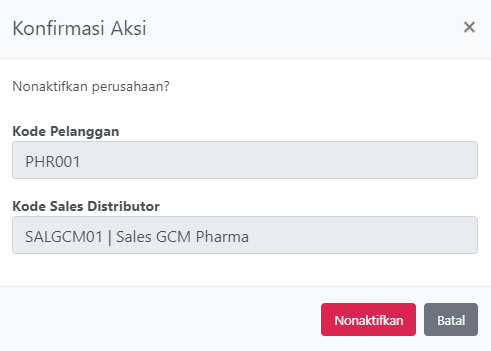 Konfirmasi Aksi ×
Nonaktifkan perusahaan?
Kode Pelanggan
PHR001
Kode Sales Distributor
SALGCM01 | Sales GCM Pharma
Nonaktifkan Batal